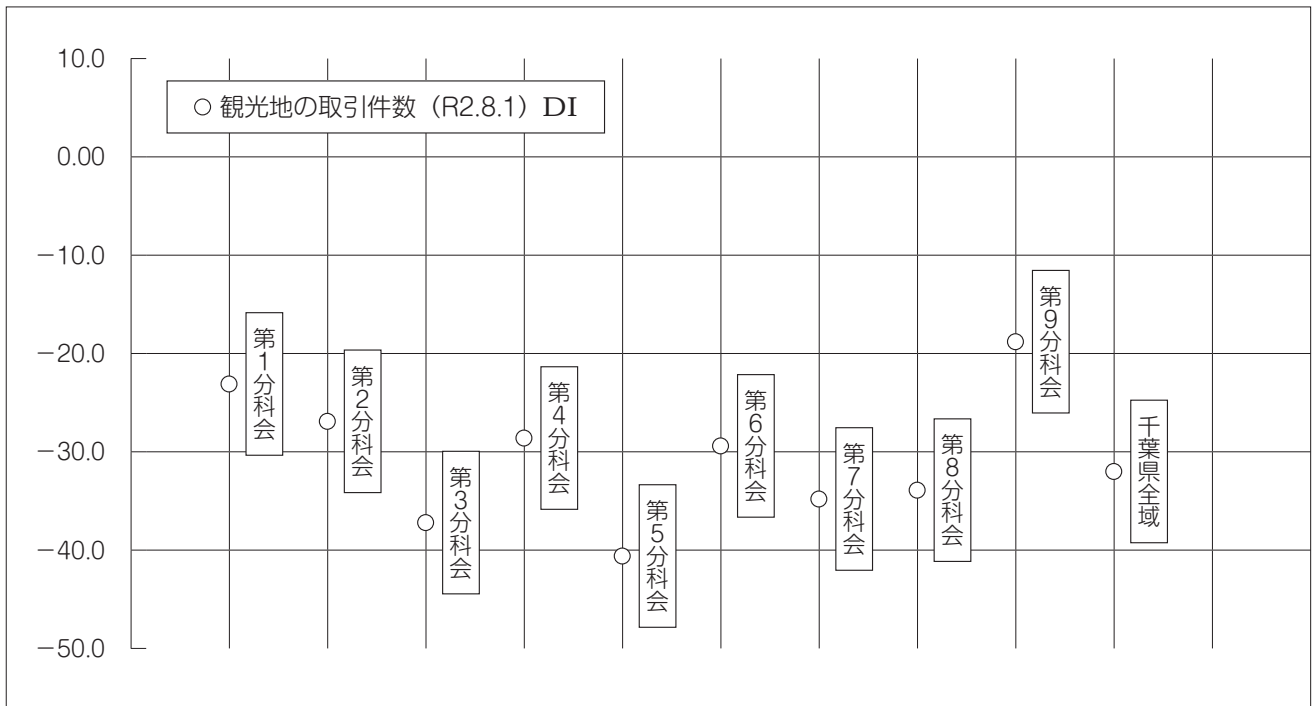 10.0
0.00
−10.0
−20.0
−30.0
−40.0
−50.0
○ 観光地の取引件数（R2.8.1）DI
第1分科会
第2分科会
第3分科会
第4分科会
第5分科会
第6分科会
第7分科会
第8分科会
第9分科会
千葉県全域